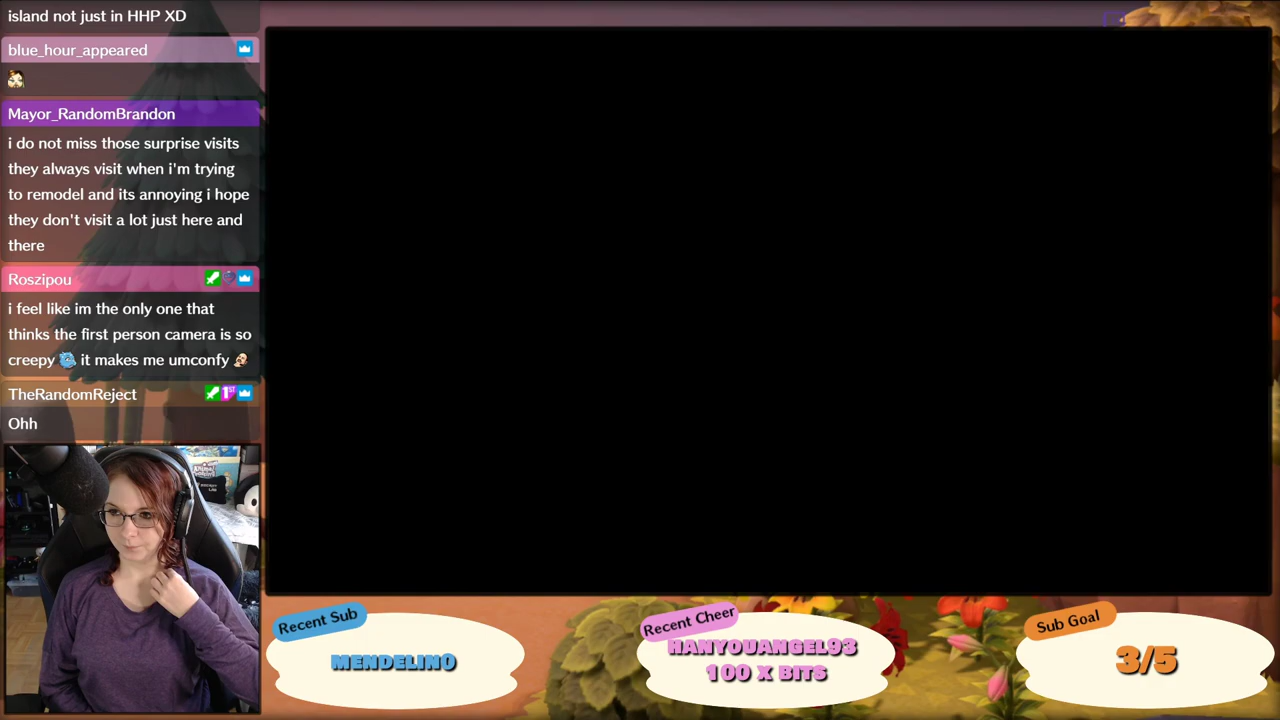 island not just in HHP XD
blue_hour_appeared
Mayor_RandomBrandon
i do not miss those surprise visits
they always visit when i'm trying
to remodel and its annoying i hope
they don't visit a lot just here and
there
Roszipou
i feel like im the only one that
thinks the first person camera is so
creepy it makes me umconfy
TheRandomReject
1ST
Ohh
Recent Sub
MENDELIN0
Recent Cheer
HANYOUANGEL93
100 X BITS
Sub Goal
3/5